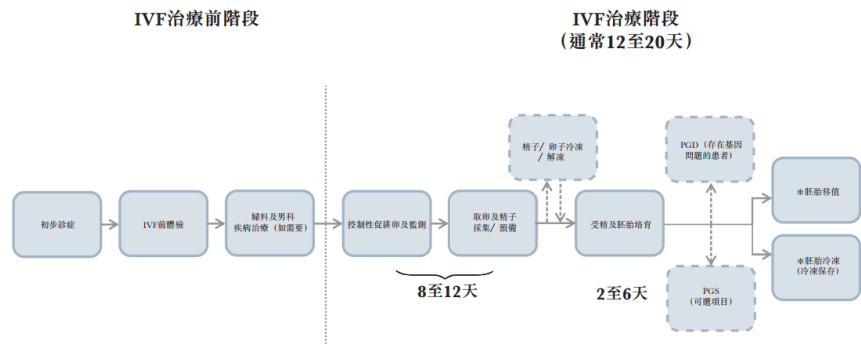 IVF治療前階段
IVF治療階段
（通常12至20天）
初步診症
IVF前體檢
婦科及男科
疾病治療（如需要）
控制性促排卵及監測
取卵及精子
採集/ 預備
8至12天
精子/ 卵子冷凍
/ 解凍
受精及胚胎培育
2至6天
PGD（存在基因
問題的患者）
PGS
(可選項目)
＊胚胎移值
＊胚胎冷凍
(冷凍保存)